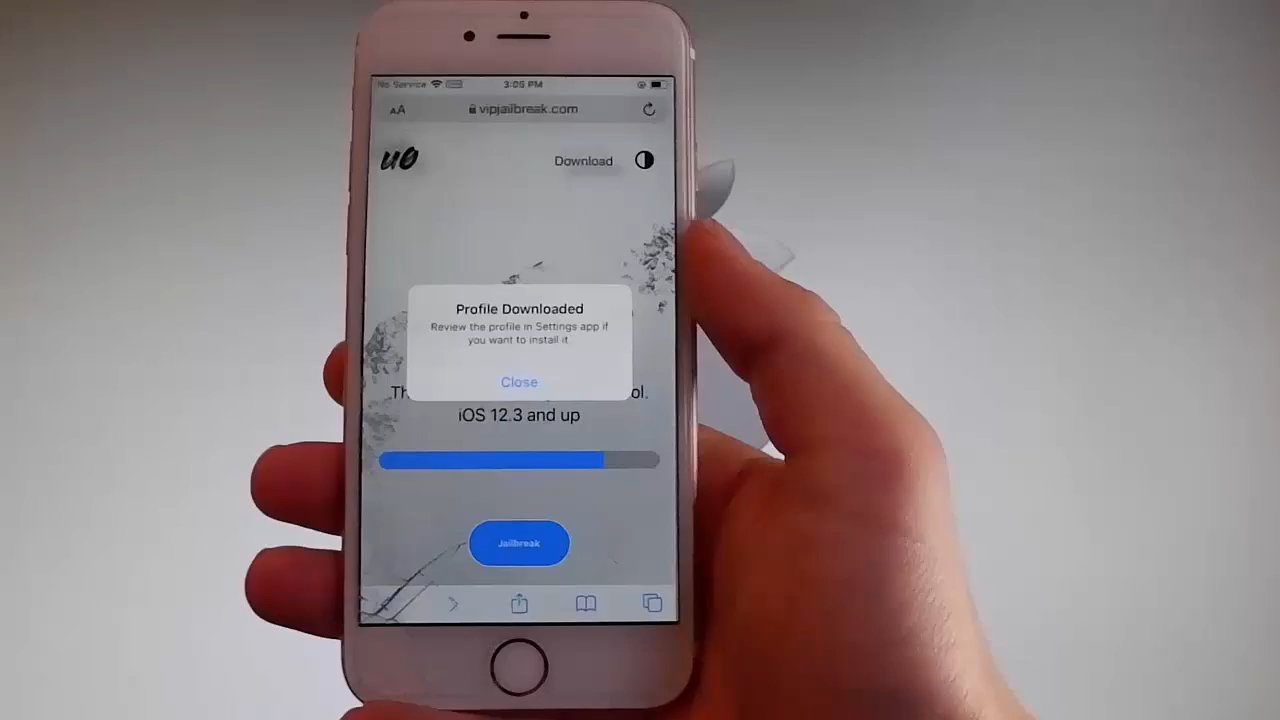 No Service 3:05 PM
AA vipjailbreak.com
u0 Download
Profile Downloaded
Review the profile in Settings app if
you want to install it.
Close
Th ol.
iOS 12.3 and up
Jailbreak